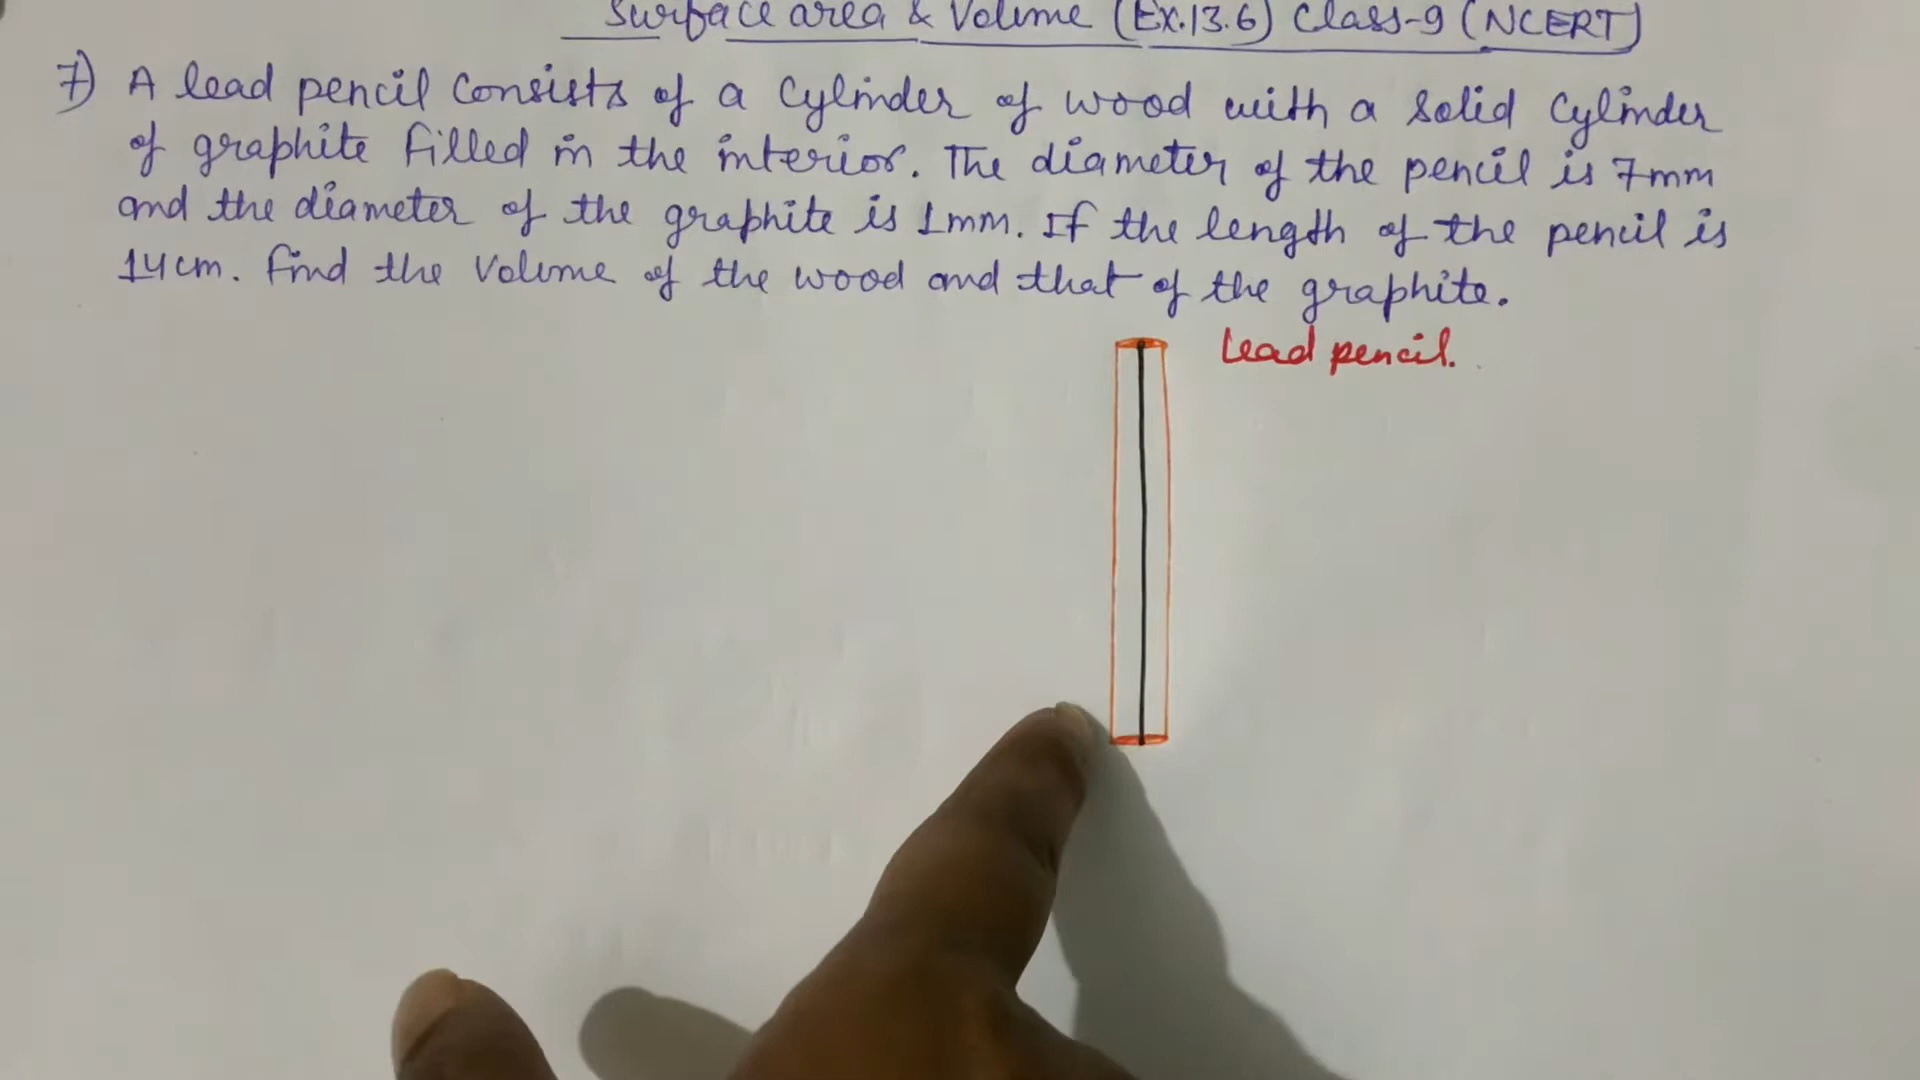 Surface area & Volume (Ex.13.6) Class-9 (NCERT)
7) A lead pencil Consists of a Cylinder of wood with a Solid Cylinder
of graphite filled in the interior. The diameter of the pencil is 7mm
and the diameter of the graphite is 1mm. If the length of the pencil is
14cm. find the Volume of the wood and that of the graphite.
Lead pencil.